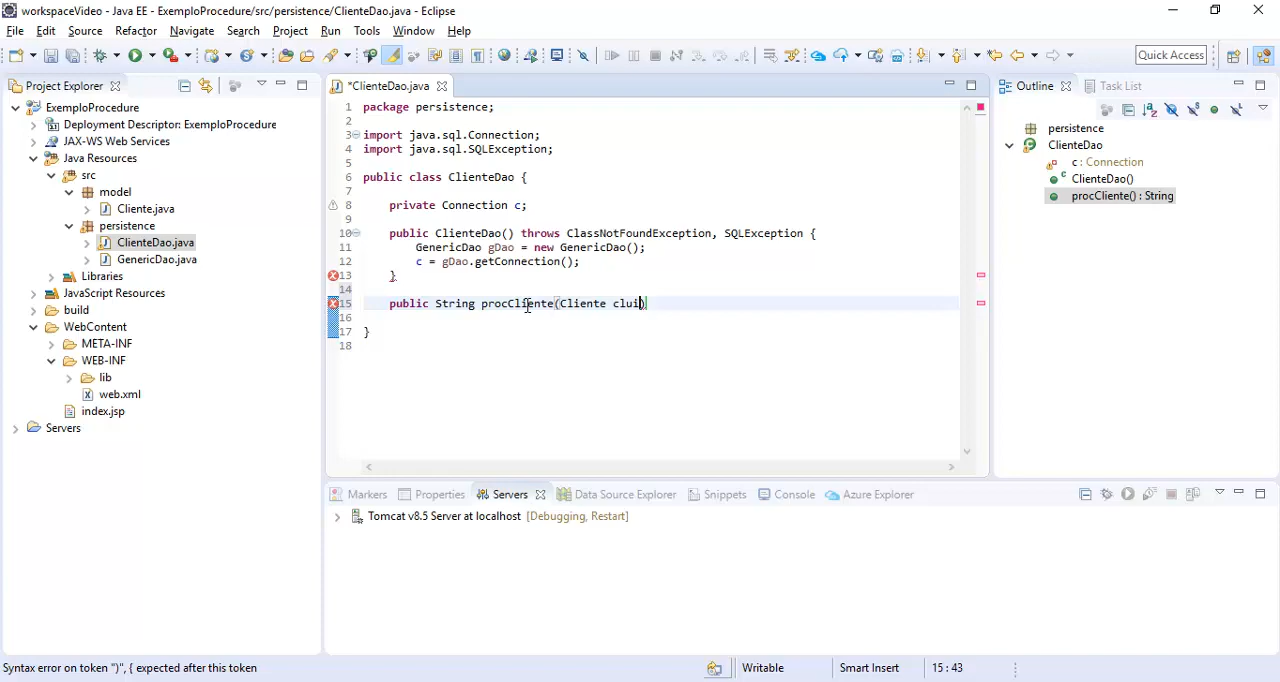 workspaceVideo - Java EE - ExemploProcedure/src/persistence/ClienteDao.java - Eclipse
File Edit Source Refactor Navigate Search Project Run Tools Window Help
Quick Access
Project Explorer
ExemploProcedure
Deployment Descriptor: ExemploProcedure
JAX-WS Web Services
Java Resources
src
model
Cliente.java
persistence
ClienteDao.java
GenericDao.java
Libraries
JavaScript Resources
build
WebContent
META-INF
WEB-INF
lib
web.xml
index.jsp
Servers
*ClienteDao.java
1 package persistence;
2
3 import java.sql.Connection;
4 import java.sql.SQLException;
5
6 public class ClienteDao {
7
8 private Connection c;
9
10 public ClienteDao() throws ClassNotFoundException, SQLException {
11 GenericDao gDao = new GenericDao();
12 c = gDao.getConnection();
13 }
14
15 public String procCliente(Cliente clui)
16
17 }
18
Outline Task List
persistence
ClienteDao
c : Connection
ClienteDao()
procCliente() : String
Markers Properties Servers Data Source Explorer Snippets Console Azure Explorer
Tomcat v8.5 Server at localhost [Debugging, Restart]
Syntax error on token ")", { expected after this token
Writable Smart Insert 15 : 43